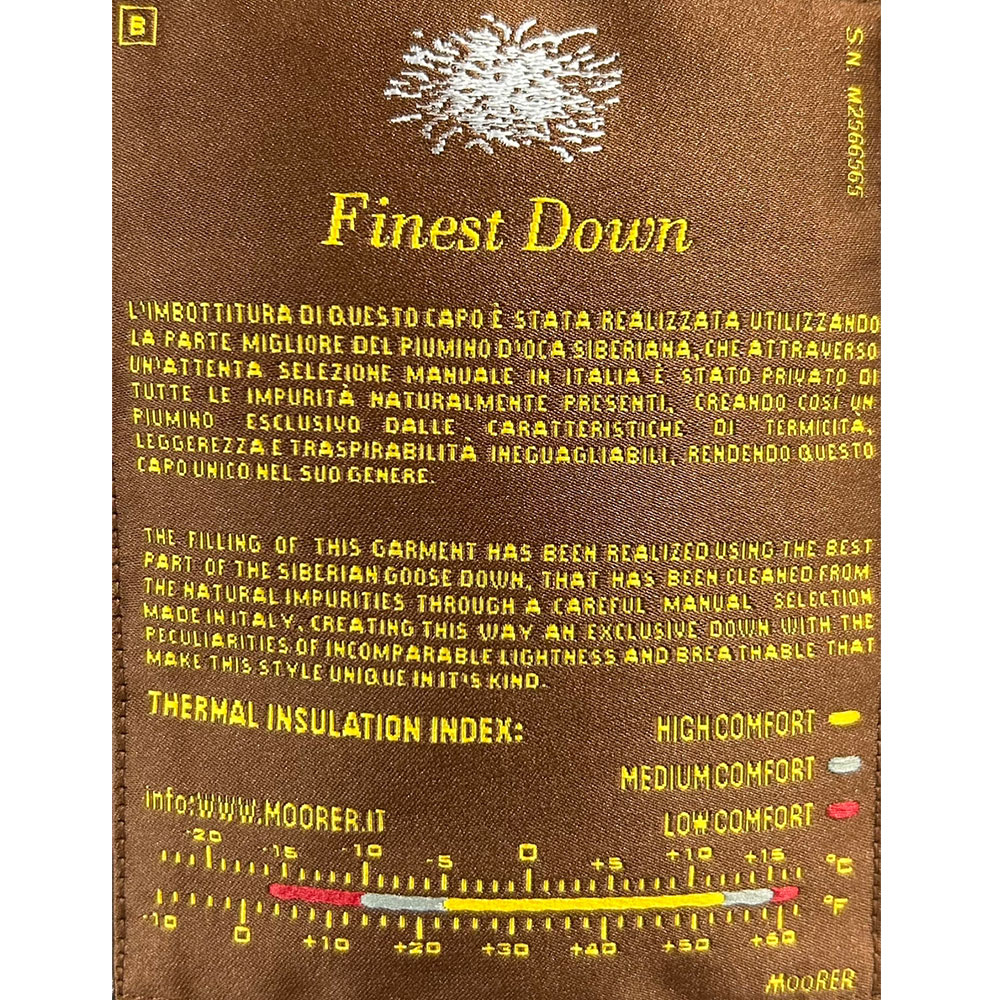 B
S.N. M2566563
Finest Down
L'IMBOTTITURA DI QUESTO CAPO È STATA REALIZZATA UTILIZZANDO
LA PARTE MIGLIORE DEL PIUMINO D'OCA SIBERIANA, CHE ATTRAVERSO
UN'ATTENTA SELEZIONE MANUALE IN ITALIA È STATO PRIVATO DI
TUTTE LE IMPURITÀ NATURALMENTE PRESENTI, CREANDO COSÌ UN
PIUMINO ESCLUSIVO DALLE CARATTERISTICHE DI TERMICITÀ,
LEGGEREZZA E TRASPIRABILITÀ INEGUAGLIABILI, RENDENDO QUESTO
CAPO UNICO NEL SUO GENERE.
THE FILLING OF THIS GARMENT HAS BEEN REALIZED USING THE BEST
PART OF THE SIBERIAN GOOSE DOWN, THAT HAS BEEN CLEANED FROM
THE NATURAL IMPURITIES THROUGH A CAREFUL MANUAL SELECTION
MADE IN ITALY, CREATING THIS WAY AN EXCLUSIVE DOWN WITH THE
PECULIARITIES OF INCOMPARABLE LIGHTNESS AND BREATHABLE THAT
MAKE THIS STYLE UNIQUE IN IT'S KIND.
THERMAL INSULATION INDEX:
HIGH COMFORT
MEDIUM COMFORT
LOW COMFORT
info:WWW.MOORER.IT
-20 -15 -10 -5 0 +5 +10 +15 °C
-10 0 +10 +20 +30 +40 +50 +60 °F
MOORER